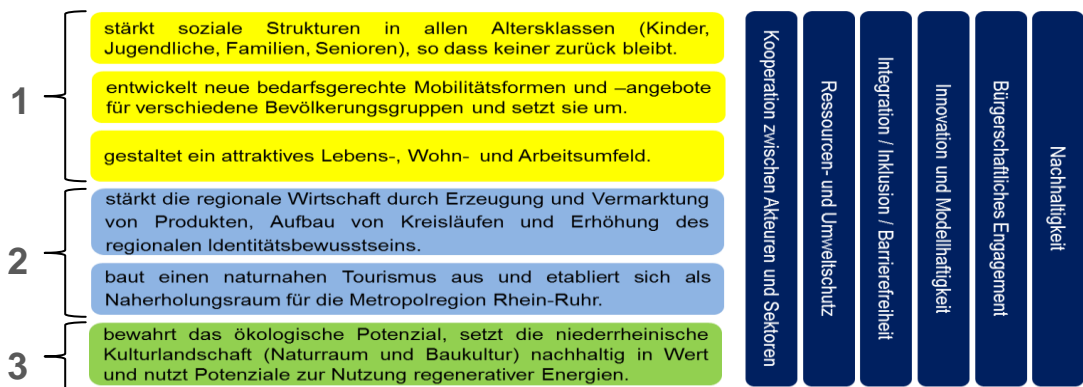 1
stärkt soziale Strukturen in allen Altersklassen (Kinder,
Jugendliche, Familien, Senioren), so dass keiner zurück bleibt.
entwickelt neue bedarfsgerechte Mobilitätsformen und –angebote
für verschiedene Bevölkerungsgruppen und setzt sie um.
gestaltet ein attraktives Lebens-, Wohn- und Arbeitsumfeld.
2
stärkt die regionale Wirtschaft durch Erzeugung und Vermarktung
von Produkten, Aufbau von Kreisläufen und Erhöhung des
regionalen Identitätsbewusstseins.
baut einen naturnahen Tourismus aus und etabliert sich als
Naherholungsraum für die Metropolregion Rhein-Ruhr.
3
bewahrt das ökologische Potenzial, setzt die niederrheinische
Kulturlandschaft (Naturraum und Baukultur) nachhaltig in Wert
und nutzt Potenziale zur Nutzung regenerativer Energien.
Kooperation zwischen Akteuren und Sektoren
Ressourcen- und Umweltschutz
Integration / Inklusion / Barrierefreiheit
Innovation und Modellhaftigkeit
Bürgerschaftliches Engagement
Nachhaltigkeit